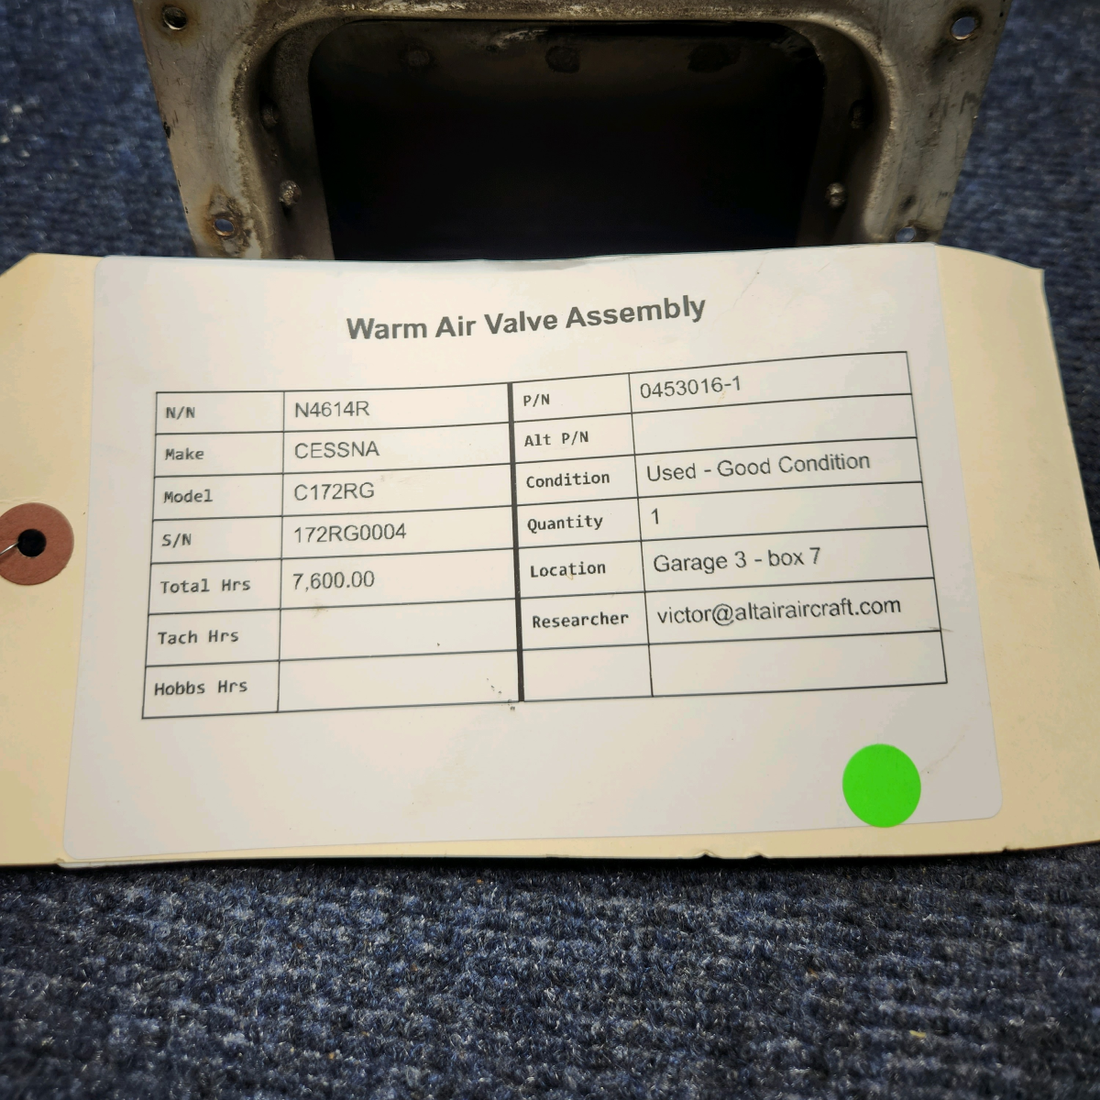 Warm Air Valve Assembly
N/N N4614R P/N 0453016-1
Make CESSNA Alt P/N
Model C172RG Condition Used - Good Condition
S/N 172RG0004 Quantity 1
Total Hrs 7,600.00 Location Garage 3 - box 7
Tach Hrs Researcher victor@altairaircraft.com
Hobbs Hrs